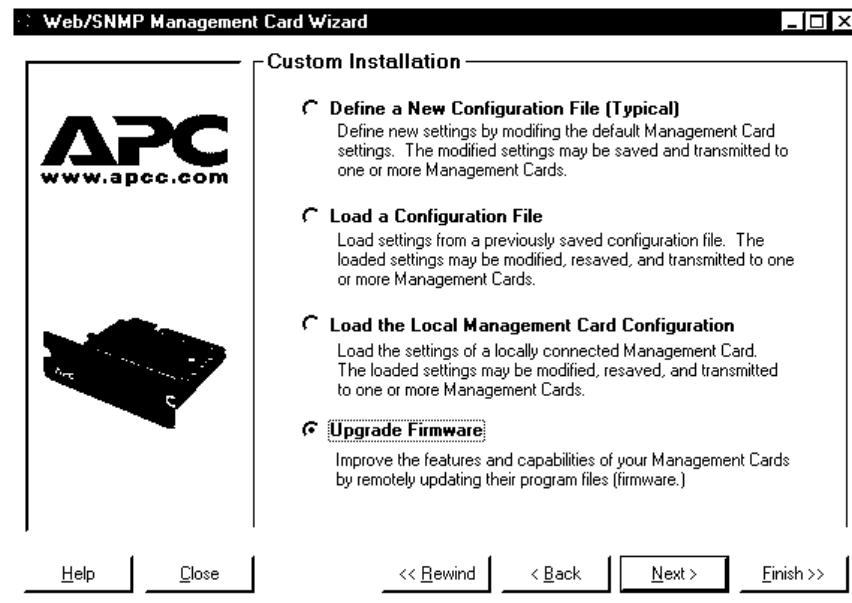 Web/SNMP Management Card Wizard
Custom Installation
APC
www.apcc.com
Define a New Configuration File (Typical)
Define new settings by modifing the default Management Card
settings. The modified settings may be saved and transmitted to
one or more Management Cards.
Load a Configuration File
Load settings from a previously saved configuration file. The
loaded settings may be modified, resaved, and transmitted to one
or more Management Cards.
Load the Local Management Card Configuration
Load the settings of a locally connected Management Card.
The loaded settings may be modified, resaved, and transmitted
to one or more Management Cards.
APC
Upgrade Firmware
Improve the features and capabilities of your Management Cards
by remotely updating their program files (firmware.)
Help Close << Rewind < Back Next > Finish >>